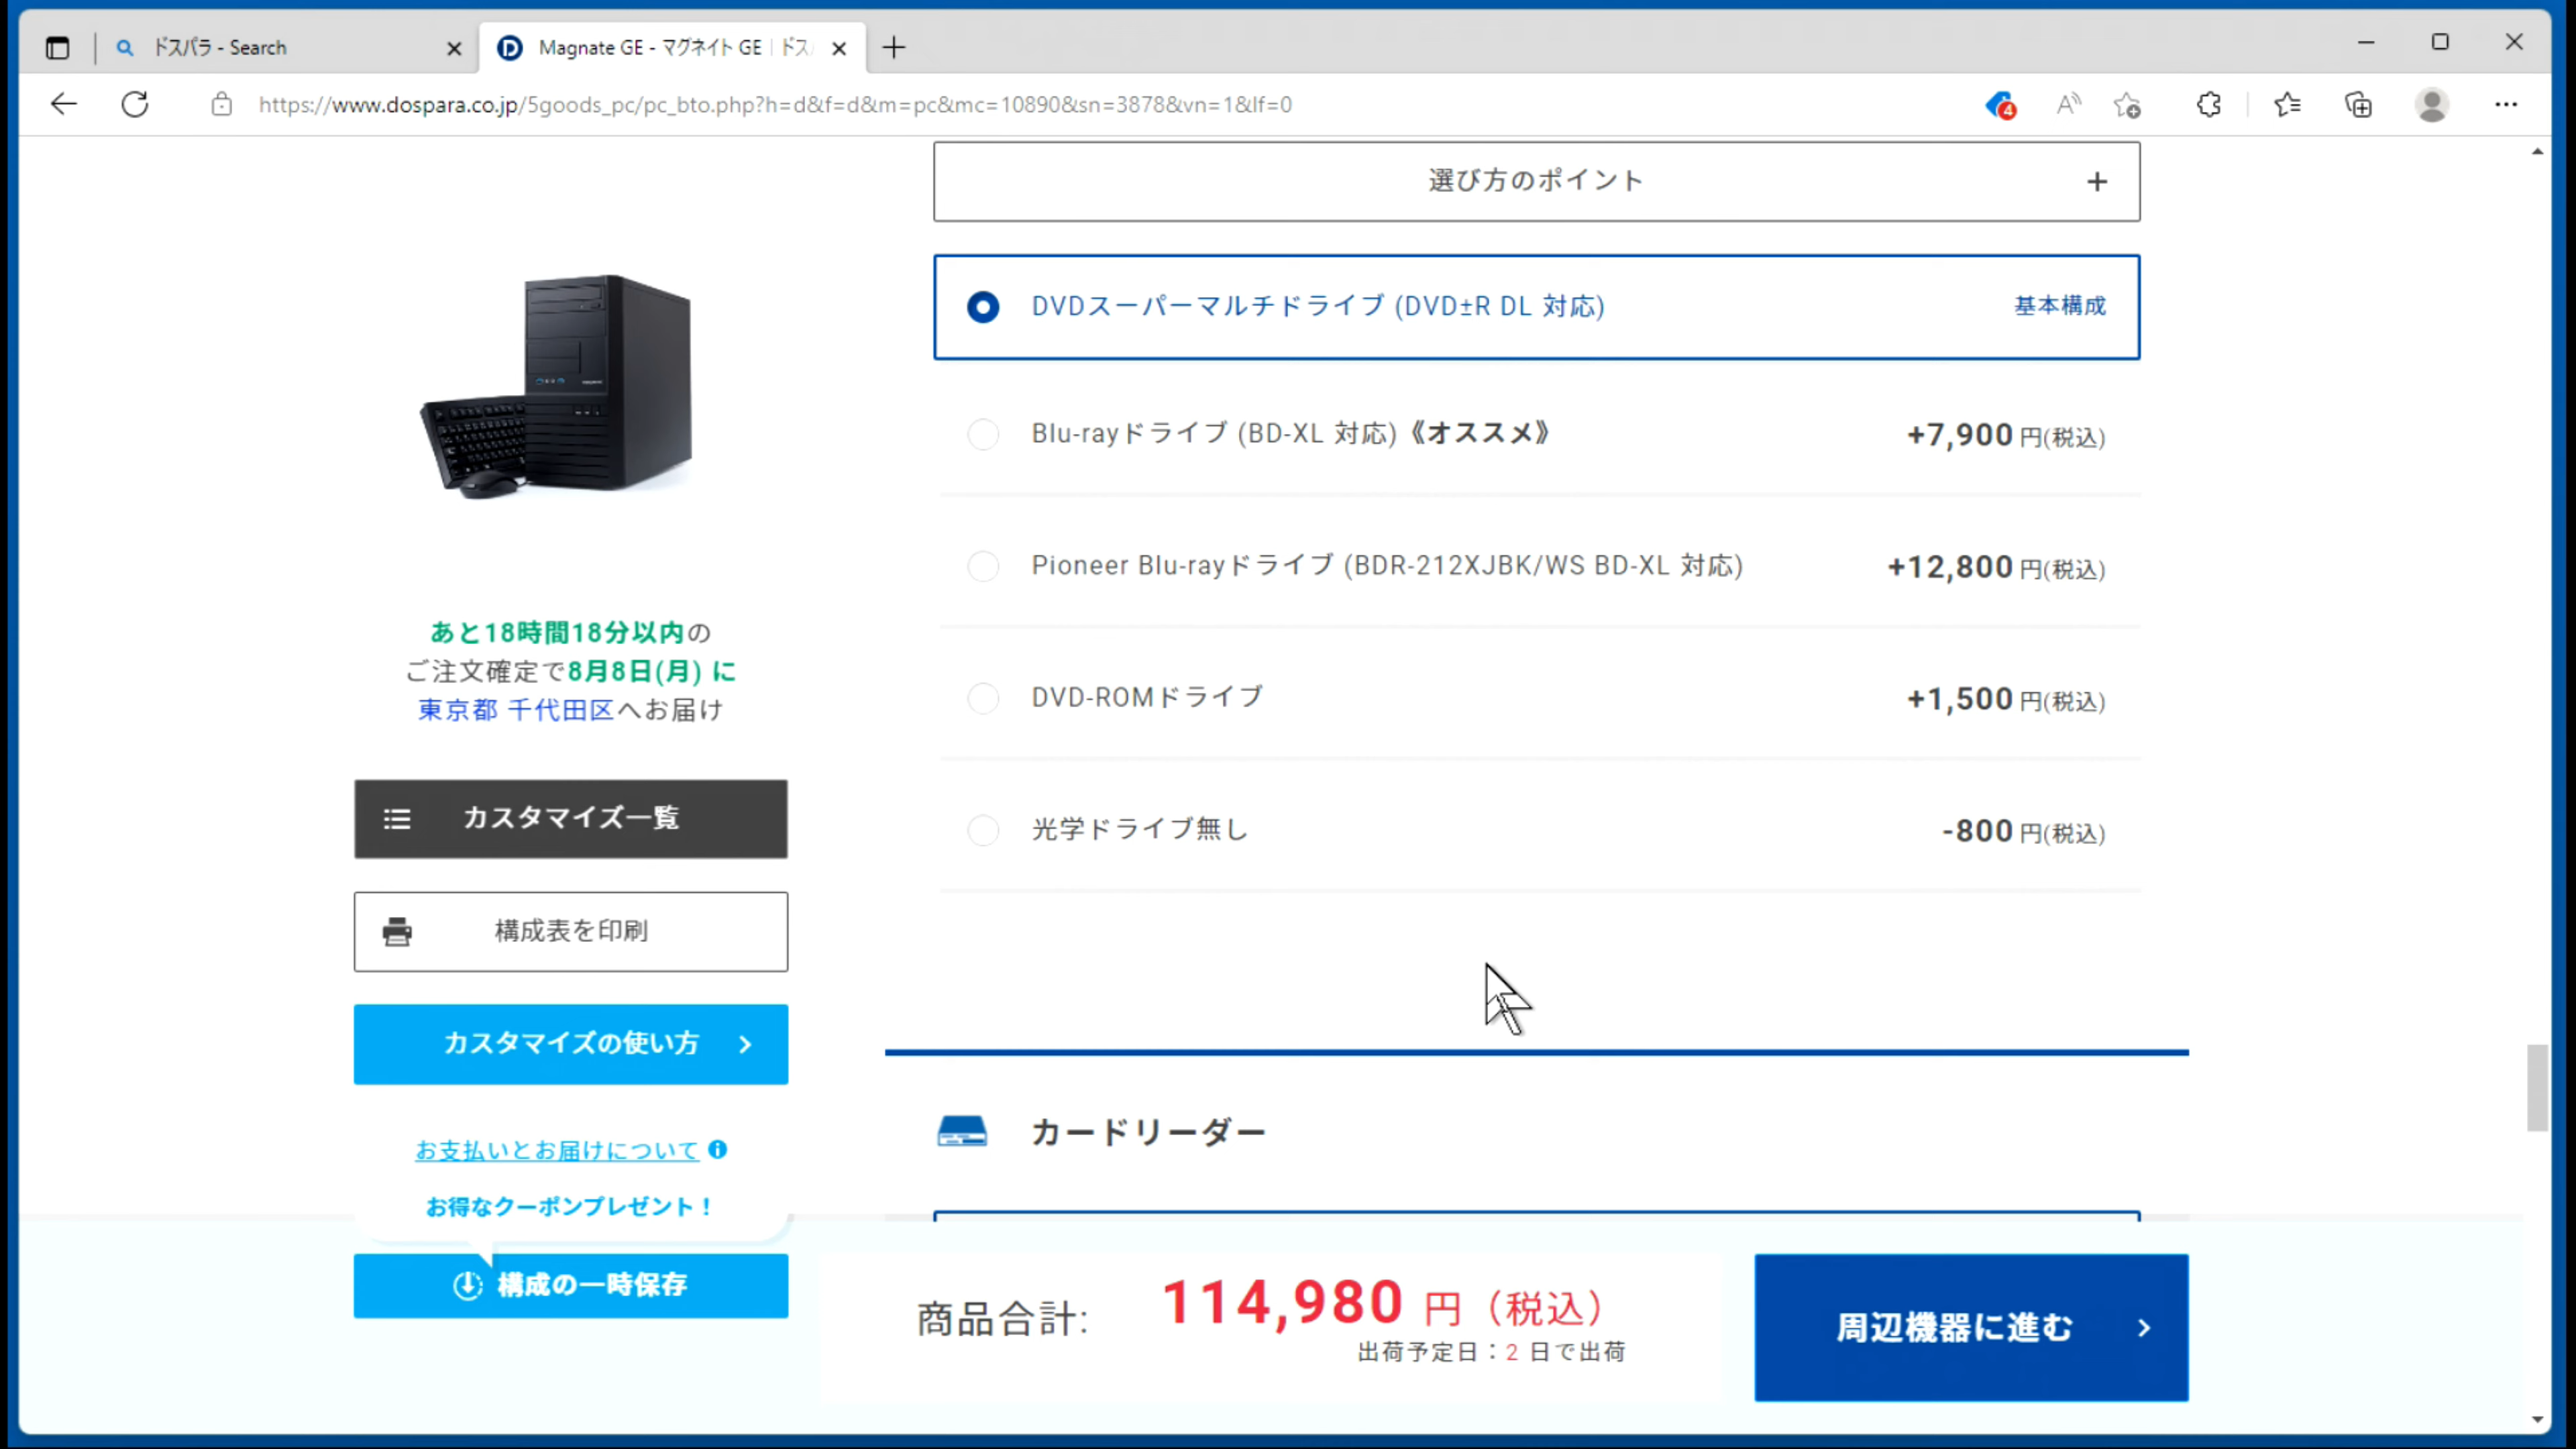 ドスパラ - Search
Magnate GE - マグネイト GE｜ドスパ
https://www.dospara.co.jp/5goods_pc/pc_bto.php?h=d&f=d&m=pc&mc=10890&sn=3878&vn=1&lf=0
4
選び方のポイント
DVDスーパーマルチドライブ (DVD±R DL 対応)
基本構成
Blu-rayドライブ (BD-XL 対応)《オススメ》
+7,900 円(税込)
Pioneer Blu-rayドライブ (BDR-212XJBK/WS BD-XL 対応)
+12,800 円(税込)
DVD-ROMドライブ
+1,500 円(税込)
光学ドライブ無し
-800 円(税込)
あと18時間18分以内の
ご注文確定で8月8日(月) に
東京都 千代田区へお届け
カスタマイズ一覧
構成表を印刷
カスタマイズの使い方
お支払いとお届けについて
お得なクーポンプレゼント！
構成の一時保存
カードリーダー
商品合計:
114,980 円（税込）
出荷予定日：2 日で出荷
周辺機器に進む